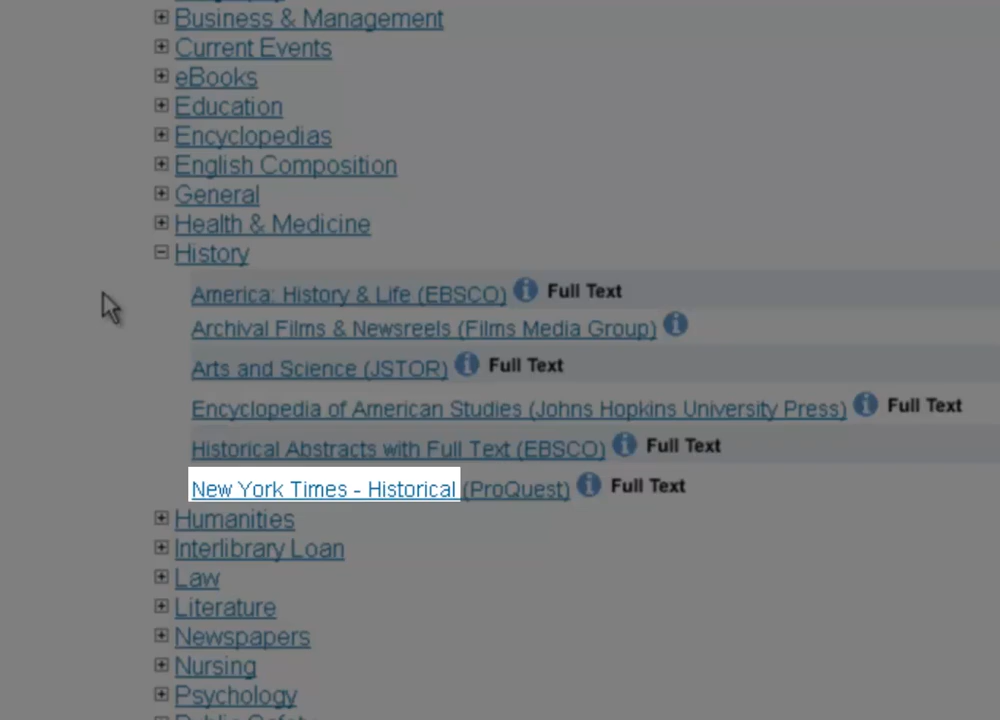 Business & Management
Current Events
eBooks
Education
Encyclopedias
English Composition
General
Health & Medicine
History
America: History & Life (EBSCO) Full Text
Archival Films & Newsreels (Films Media Group)
Arts and Science (JSTOR) Full Text
Encyclopedia of American Studies (Johns Hopkins University Press) Full Text
Historical Abstracts with Full Text (EBSCO) Full Text
New York Times - Historical (ProQuest) Full Text
Humanities
Interlibrary Loan
Law
Literature
Newspapers
Nursing
Psychology